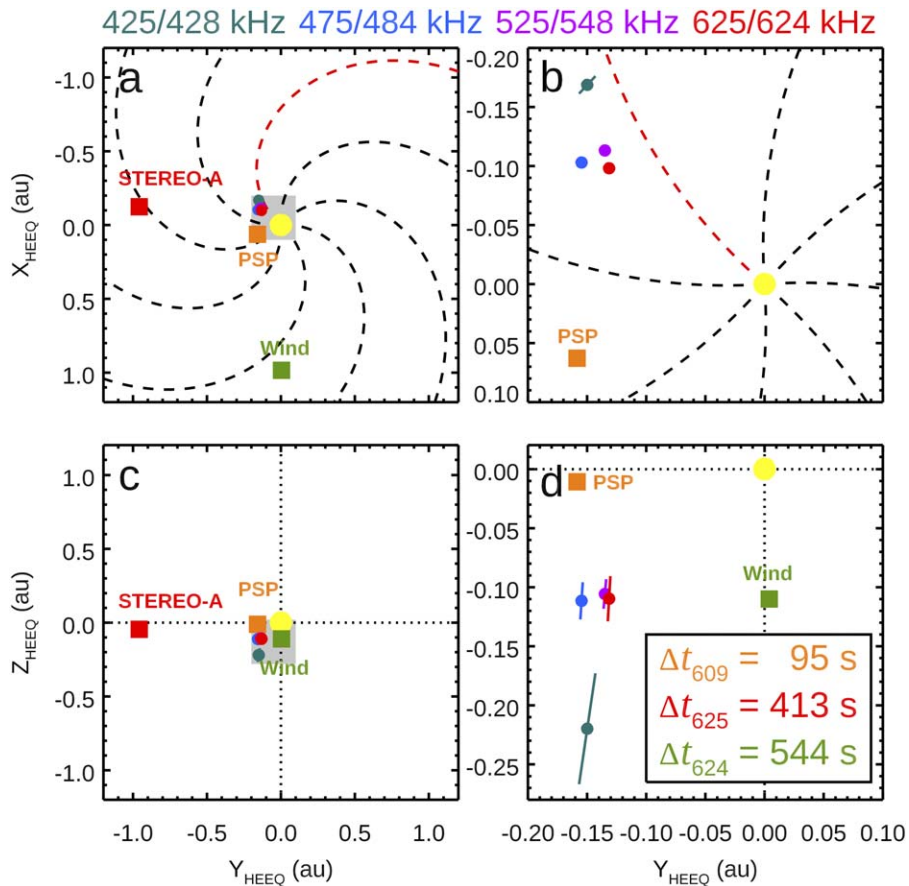 425/428 kHz 475/484 kHz 525/548 kHz 625/624 kHz
a
-1.0
-0.5
0.0
0.5
1.0
X_HEEQ (au)
STEREO-A
PSP
Wind
b
-0.20
-0.15
-0.10
-0.05
0.00
0.05
0.10
PSP
c
1.0
0.5
0.0
-0.5
-1.0
Z_HEEQ (au)
STEREO-A
PSP
Wind
-1.0 -0.5 0.0 0.5 1.0
Y_HEEQ (au)
d
0.00
-0.05
-0.10
-0.15
-0.20
-0.25
PSP
Wind
Δt_609 = 95 s
Δt_625 = 413 s
Δt_624 = 544 s
-0.20 -0.15 -0.10 -0.05 0.00 0.05 0.10
Y_HEEQ (au)